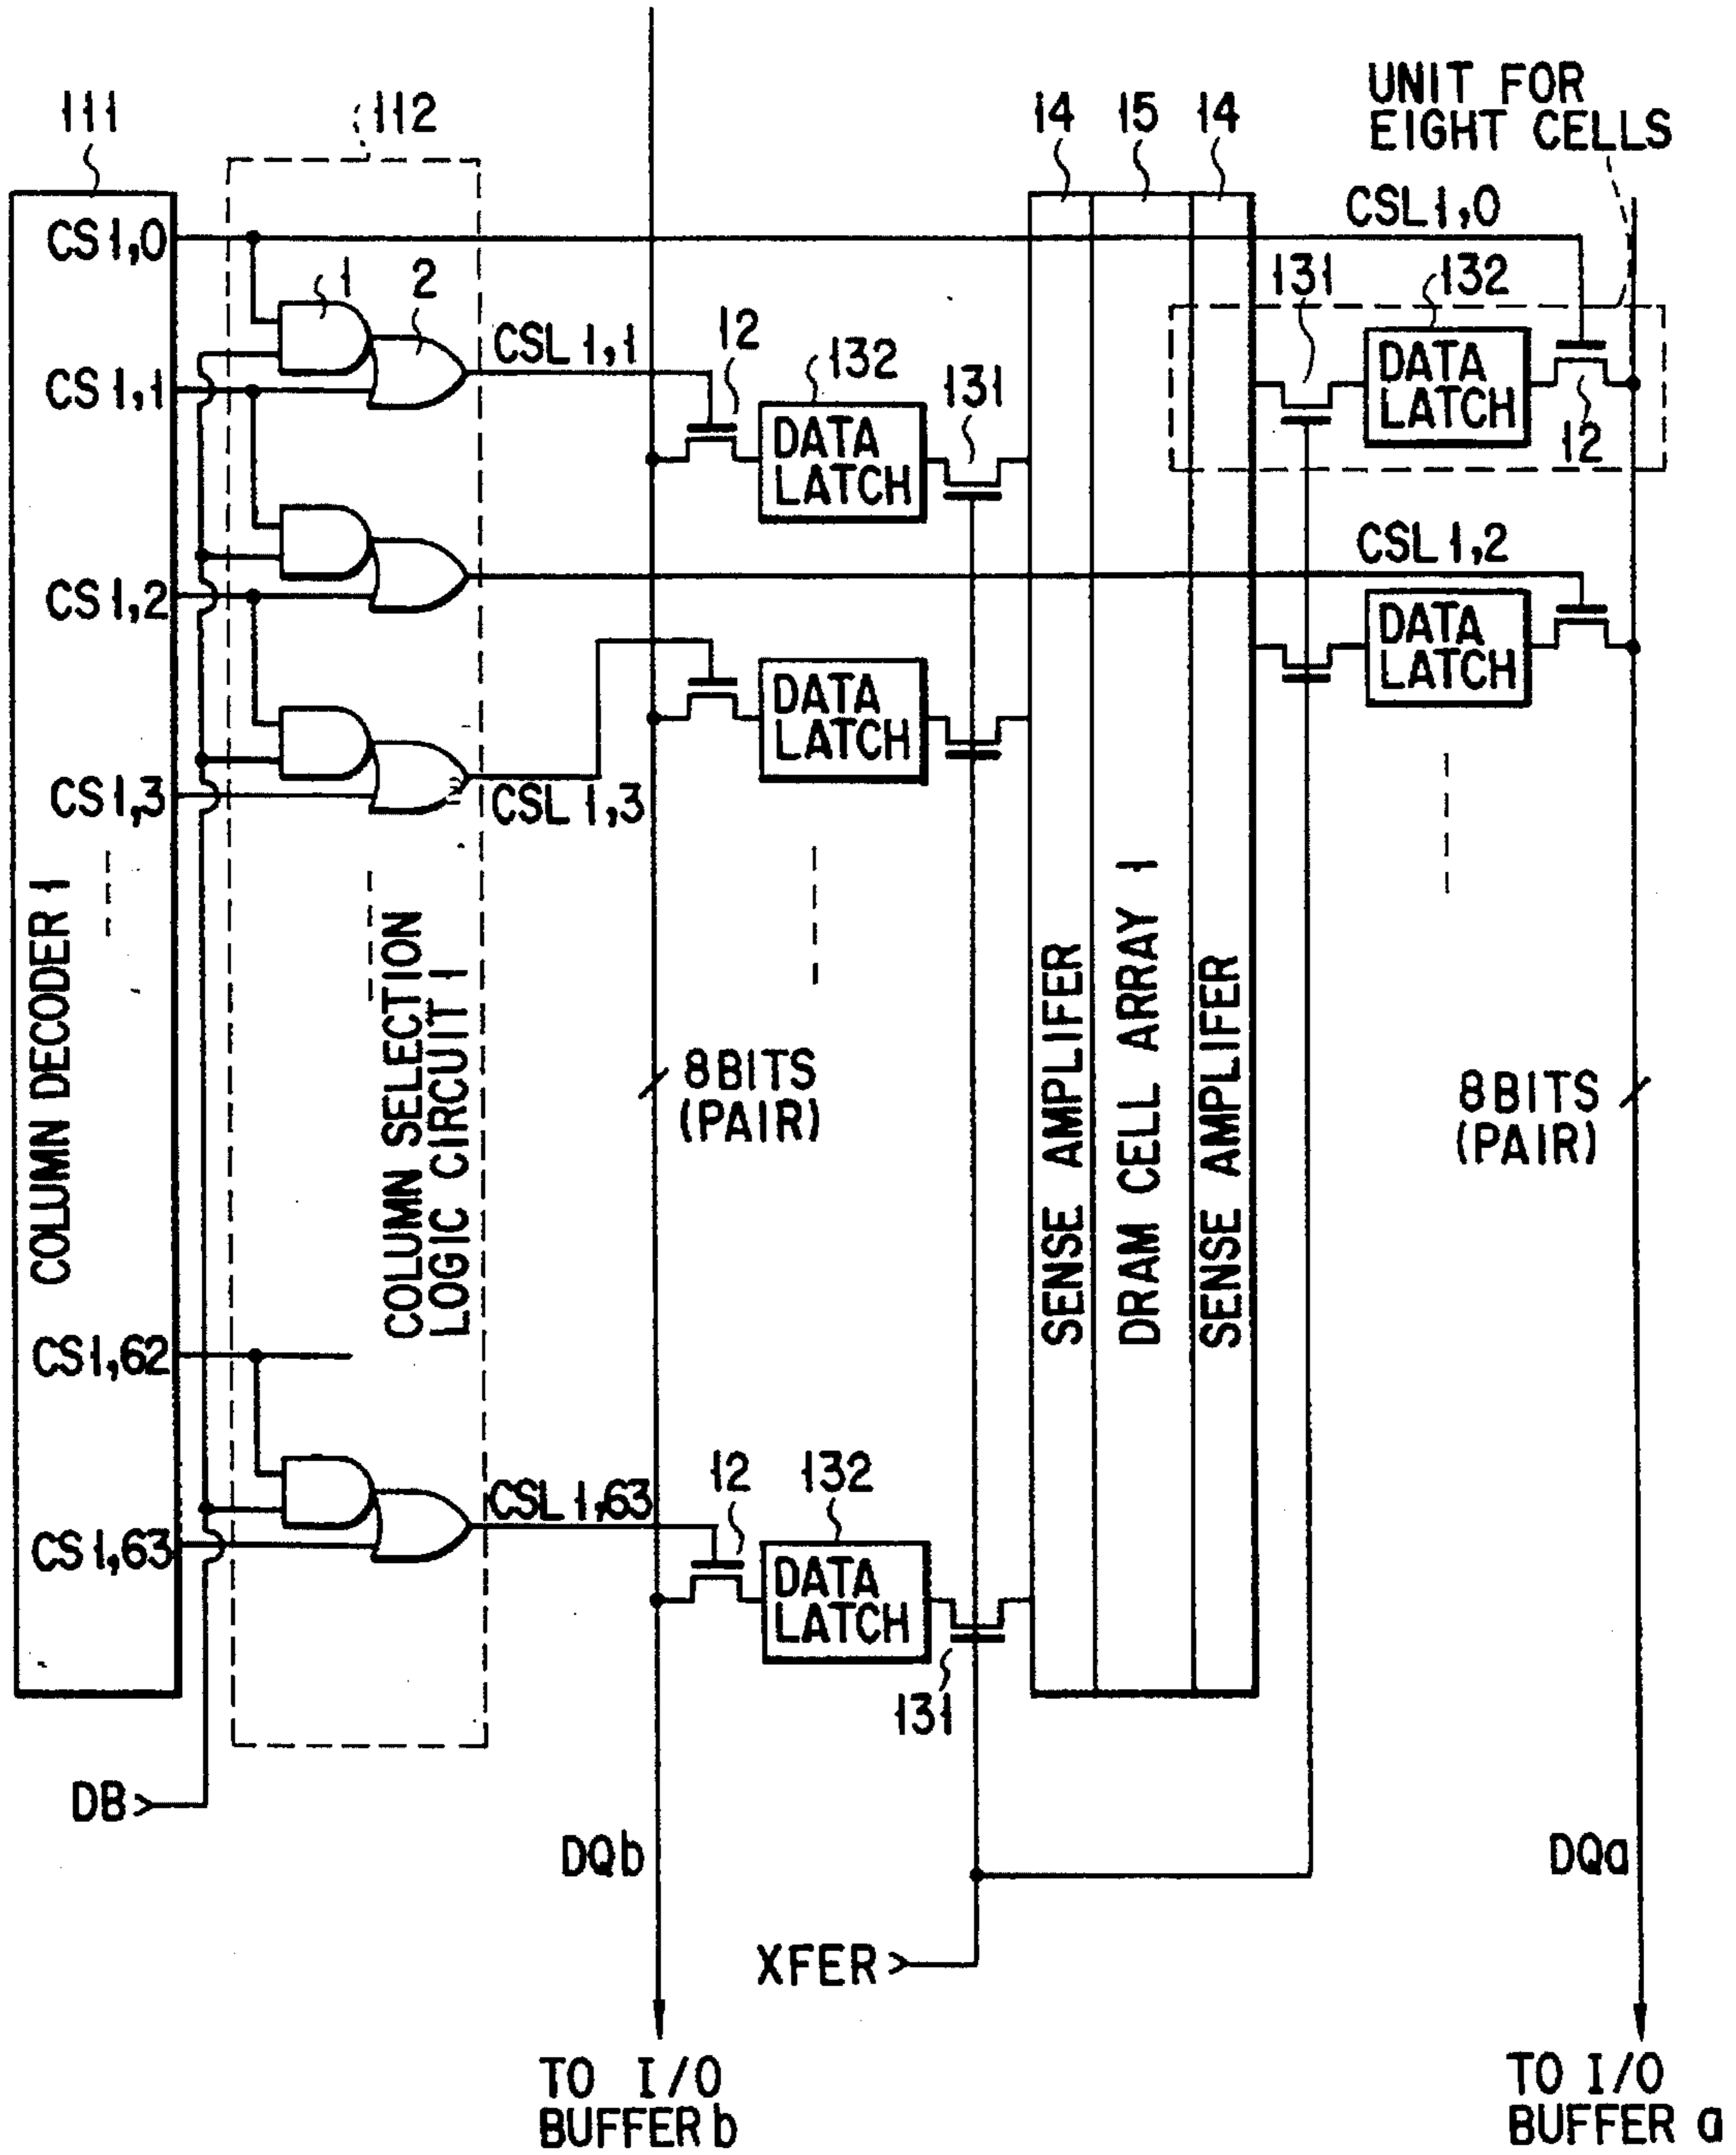 111
112
14
15
14
UNIT FOR
EIGHT CELLS
CS1,0
CSL1,0
1
2
131
132
CSL1,1
12
132
131
DATA
LATCH
12
CS1,1
DATA
LATCH
CSL1,2
CS1,2
DATA
LATCH
DATA
LATCH
CS1,3
CSL1,3
COLUMN DECODER 1
COLUMN SELECTION
LOGIC CIRCUIT 1
8BITS
(PAIR)
SENSE AMPLIFER
DRAM CELL ARRAY 1
SENSE AMPLIFER
8BITS
(PAIR)
CS1,62
CSL1,63
12
132
CS1,63
DATA
LATCH
131
DB
DQb
DQa
XFER
TO I/O
BUFFER b
TO I/O
BUFFER a